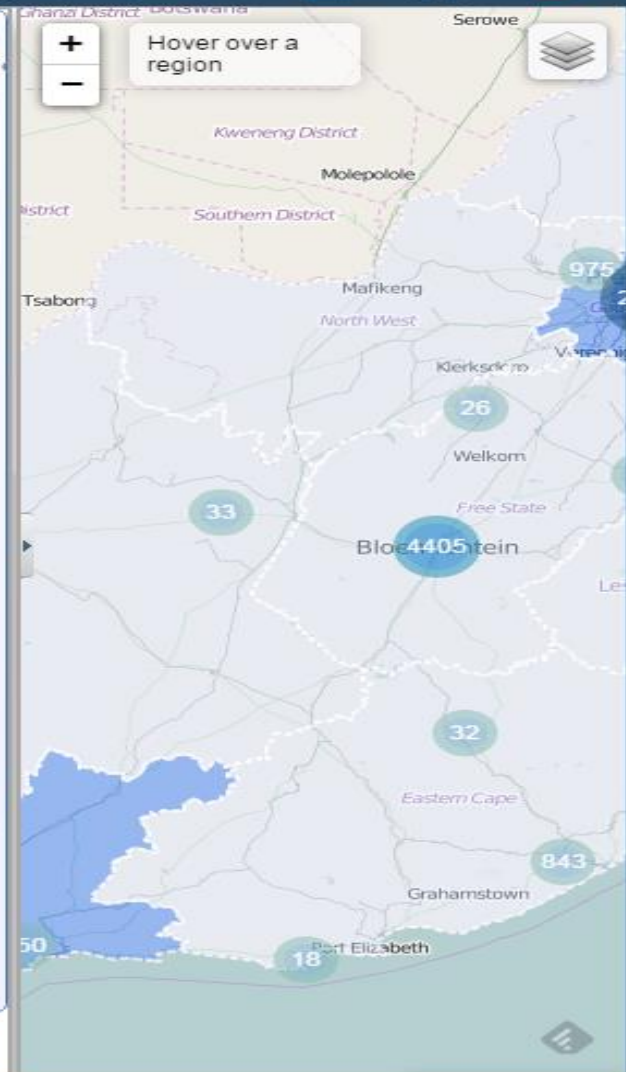 Ghanzi District
Botswana
Serowe
+
Hover over a
region
−
Kweneng District
Molepolole
District
Southern District
Tsabong
Mafikeng
975
2
North West
Klerksdorp
26
Welkom
33
Free State
4405
32
Eastern Cape
843
Grahamstown
50
Port Elizabeth
18